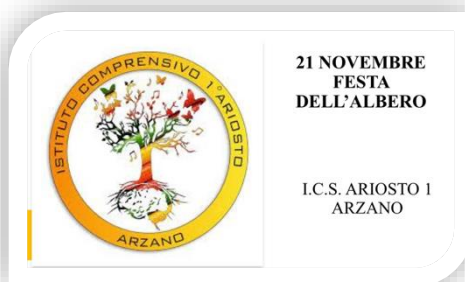 ISTITUTO COMPRENSIVO 1° ARIOSTO
ARZANO
21 NOVEMBRE
FESTA
DELL'ALBERO
I.C.S. ARIOSTO 1
ARZANO